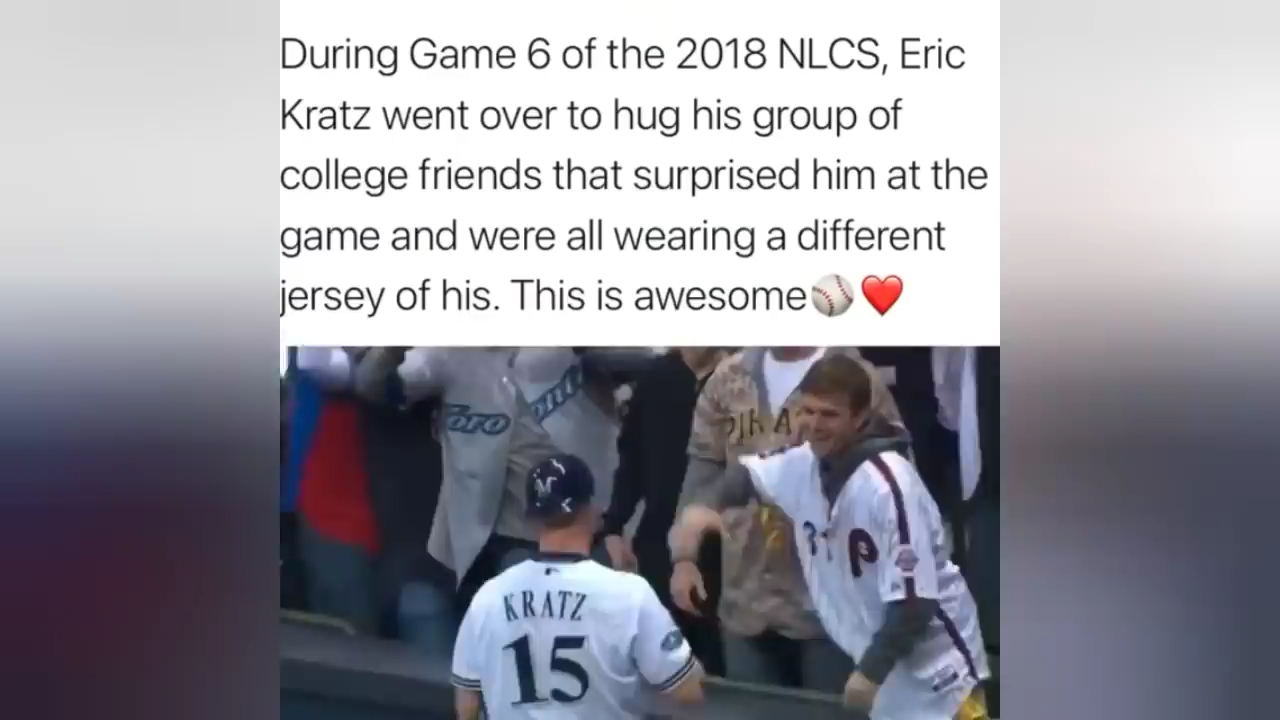 During Game 6 of the 2018 NLCS, Eric
Kratz went over to hug his group of
college friends that surprised him at the
game and were all wearing a different
jersey of his. This is awesome⚾❤️
KRATZ
15